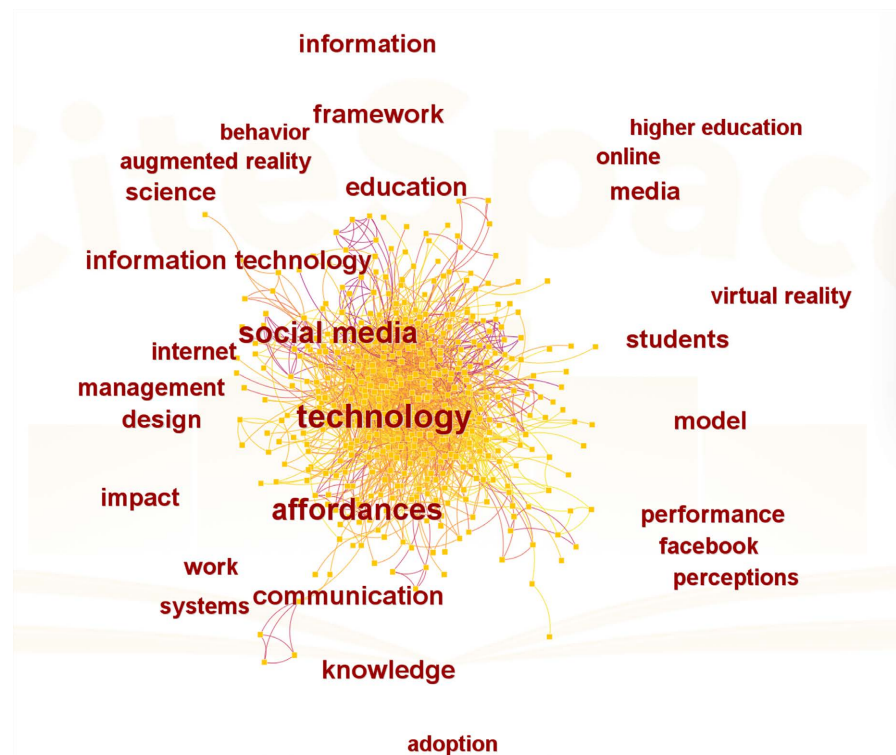 information
framework
behavior
higher education
augmented reality
online
science
education
media
information technology
virtual reality
social media
students
internet
management
technology
design
model
impact
affordances
performance
facebook
work
perceptions
systems
communication
knowledge
adoption
CiteSpace